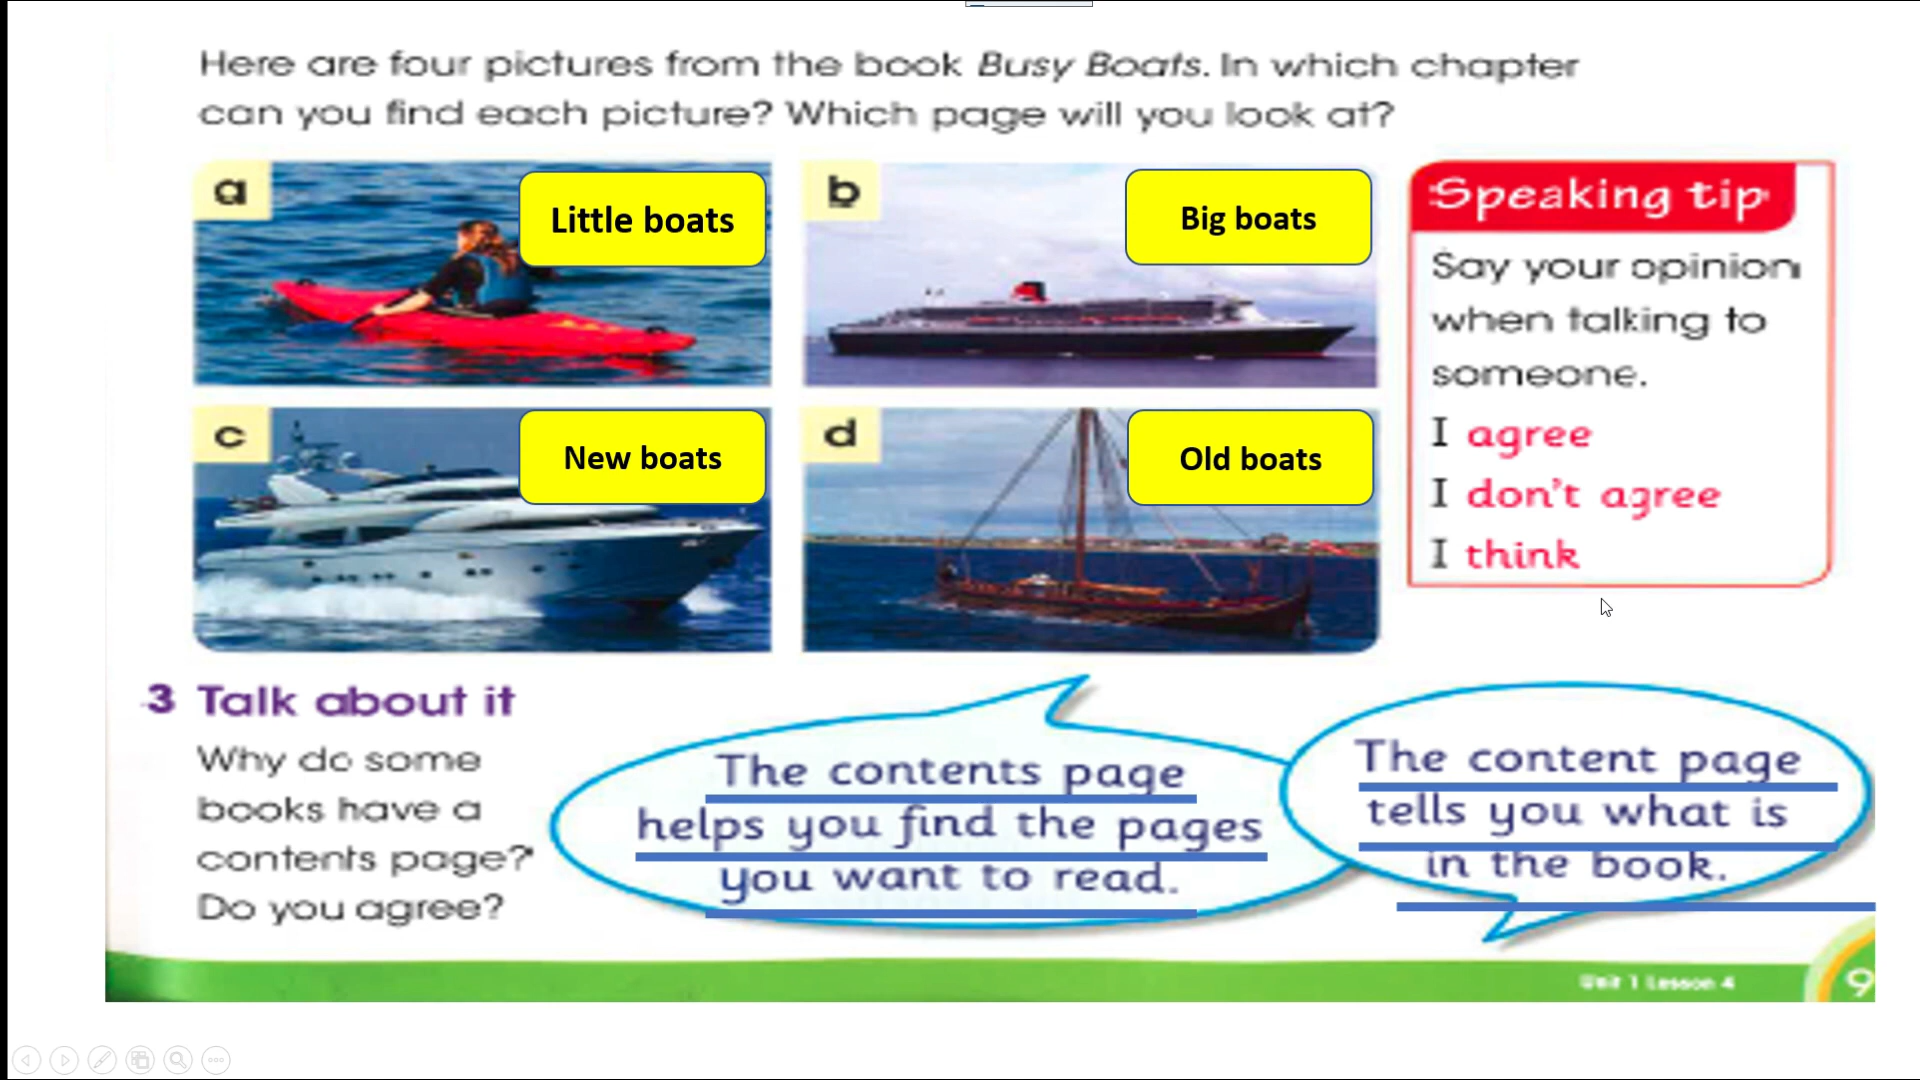 Here are four pictures from the book Busy Boats. In which chapter
can you find each picture? Which page will you look at?
a
Little boats
b
Big boats
c
New boats
d
Old boats
Speaking tip
Say your opinion
when talking to
someone.
I agree
I don't agree
I think
3 Talk about it
Why do some
books have a
contents page?
Do you agree?
The contents page
helps you find the pages
you want to read.
The content page
tells you what is
in the book.
Unit 1 Lesson 4
9